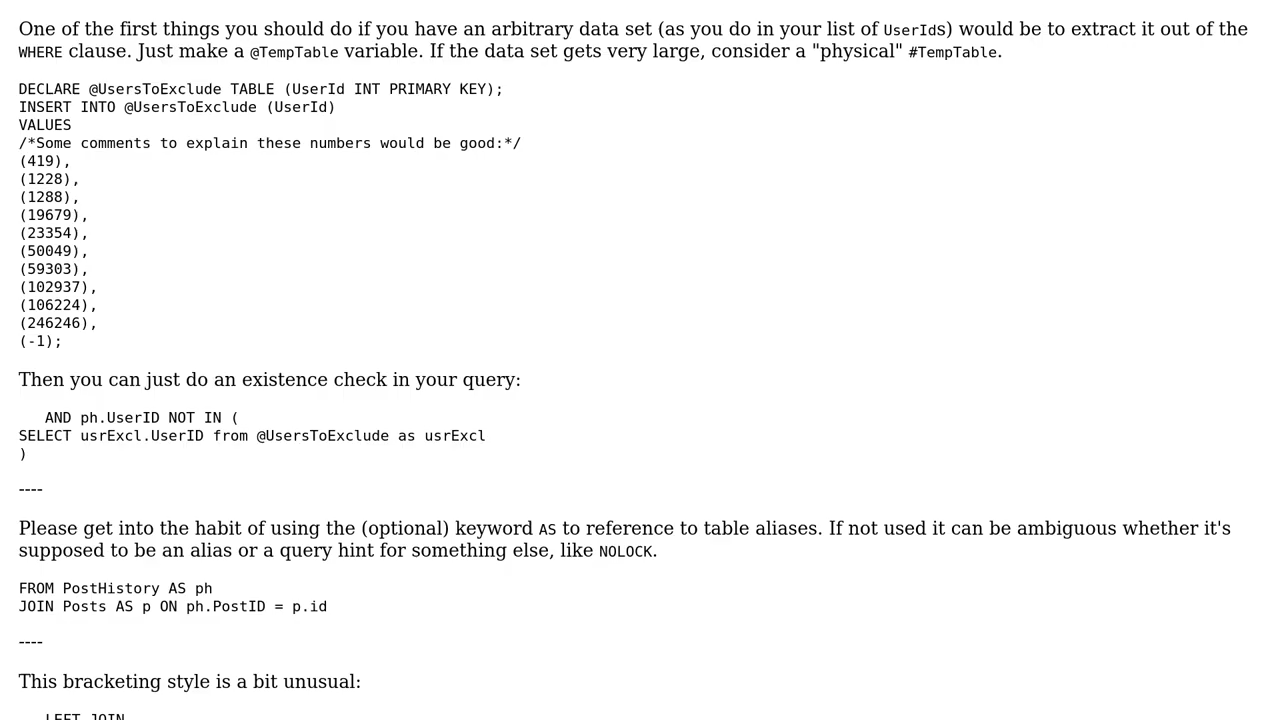 One of the first things you should do if you have an arbitrary data set (as you do in your list of UserIds) would be to extract it out of the
WHERE clause. Just make a @TempTable variable. If the data set gets very large, consider a "physical" #TempTable.
DECLARE @UsersToExclude TABLE (UserId INT PRIMARY KEY);
INSERT INTO @UsersToExclude (UserId)
VALUES
/*Some comments to explain these numbers would be good:*/
(419),
(1228),
(1288),
(19679),
(23354),
(50049),
(59303),
(102937),
(106224),
(246246),
(-1);
Then you can just do an existence check in your query:
AND ph.UserID NOT IN (
SELECT usrExcl.UserID from @UsersToExclude as usrExcl
)
----
Please get into the habit of using the (optional) keyword AS to reference to table aliases. If not used it can be ambiguous whether it's
supposed to be an alias or a query hint for something else, like NOLOCK.
FROM PostHistory AS ph
JOIN Posts AS p ON ph.PostID = p.id
----
This bracketing style is a bit unusual:
LEFT JOIN